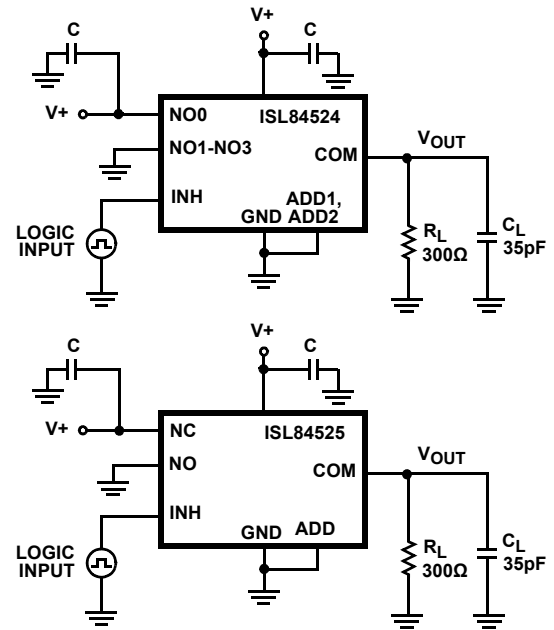 V+
C
C
V+
NO0
ISL84524
NO1-NO3
COM
VOUT
INH
ADD1,
GND ADD2
LOGIC
INPUT
RL
300Ω
CL
35pF
V+
C
C
V+
NC
ISL84525
NO
COM
VOUT
INH
GND
ADD
LOGIC
INPUT
RL
300Ω
CL
35pF